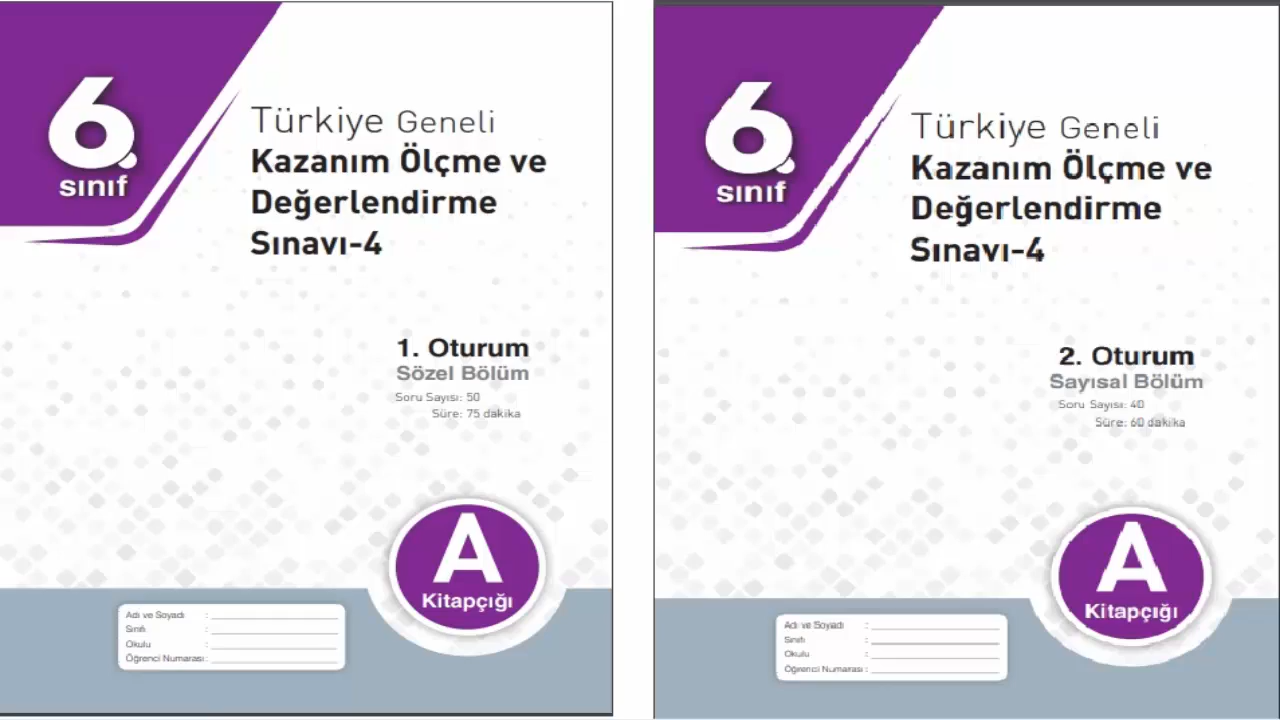 6.
sınıf
Türkiye Geneli
Kazanım Ölçme ve
Değerlendirme
Sınavı-4
1. Oturum
Sözel Bölüm
Soru Sayısı: 50
Süre: 75 dakika
A
Kitapçığı
Adı ve Soyadı :
Sınıfı :
Okulu :
Öğrenci Numarası :
6.
sınıf
Türkiye Geneli
Kazanım Ölçme ve
Değerlendirme
Sınavı-4
2. Oturum
Sayısal Bölüm
Soru Sayısı: 40
Süre: 60 dakika
A
Kitapçığı
Adı ve Soyadı :
Sınıfı :
Okulu :
Öğrenci Numarası :